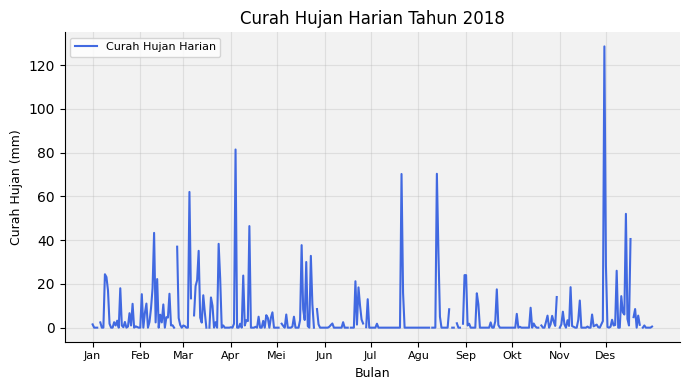 Curah Hujan Harian Tahun 2018
Curah Hujan Harian
120
100
80
60
40
20
0
Curah Hujan (mm)
Jan Feb Mar Apr Mei Jun Jul Agu Sep Okt Nov Des
Bulan